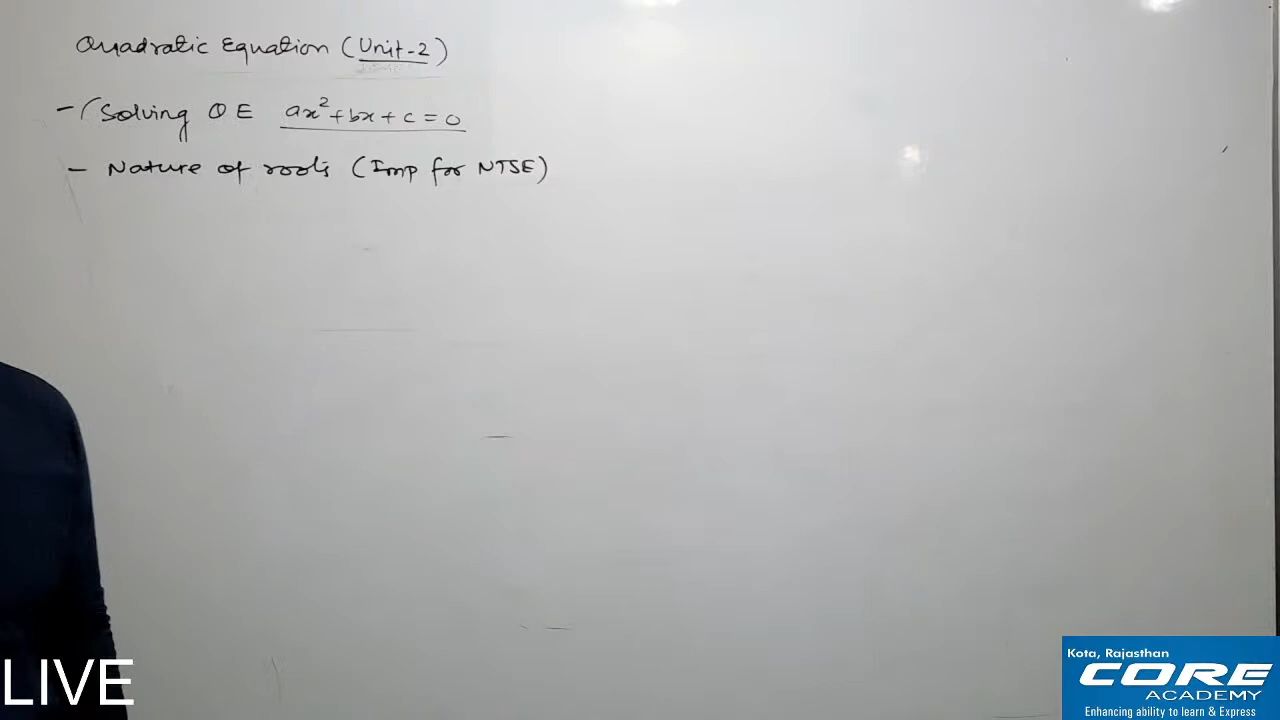 Quadratic Equation (Unit-2)
- (Solving QE ax²+bx+c=0
- Nature of roots (Imp for NTSE)
LIVE
Kota, Rajasthan
CORE
ACADEMY
Enhancing ability to learn & Express